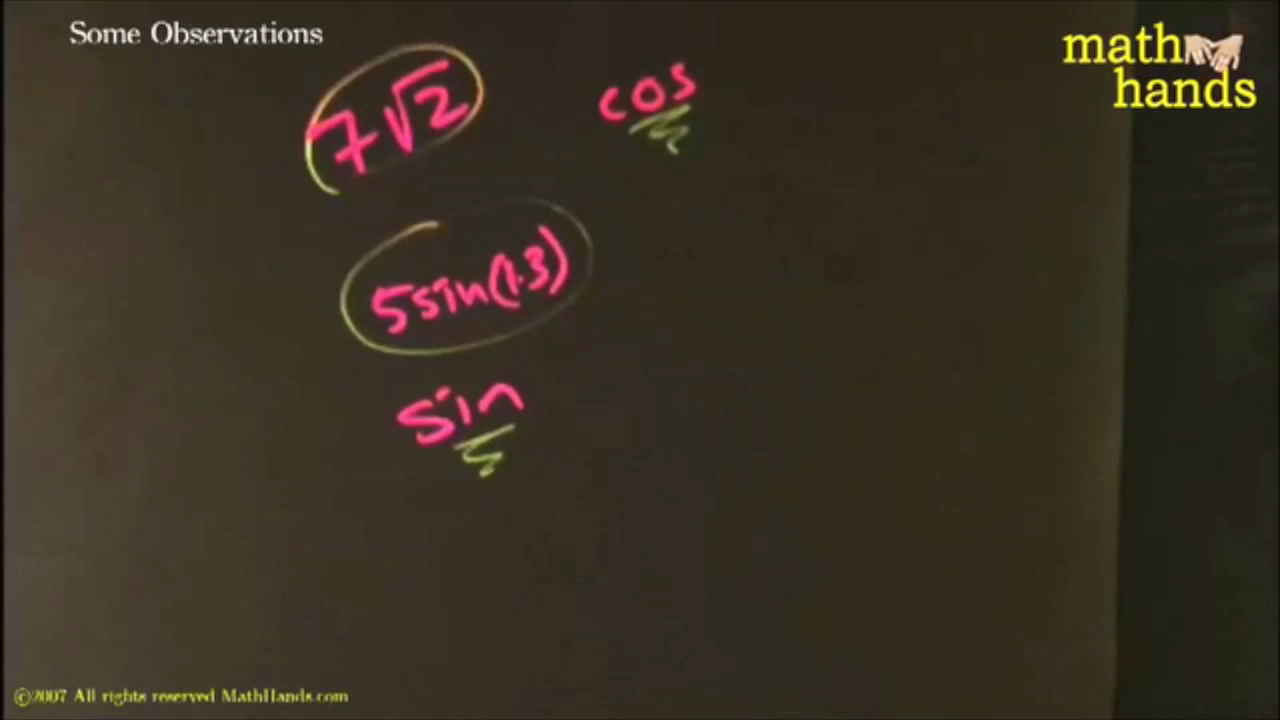 Some Observations
math
hands
7√2
cos
5sin(1.3)
sin
©2007 All rights reserved MathHands.com